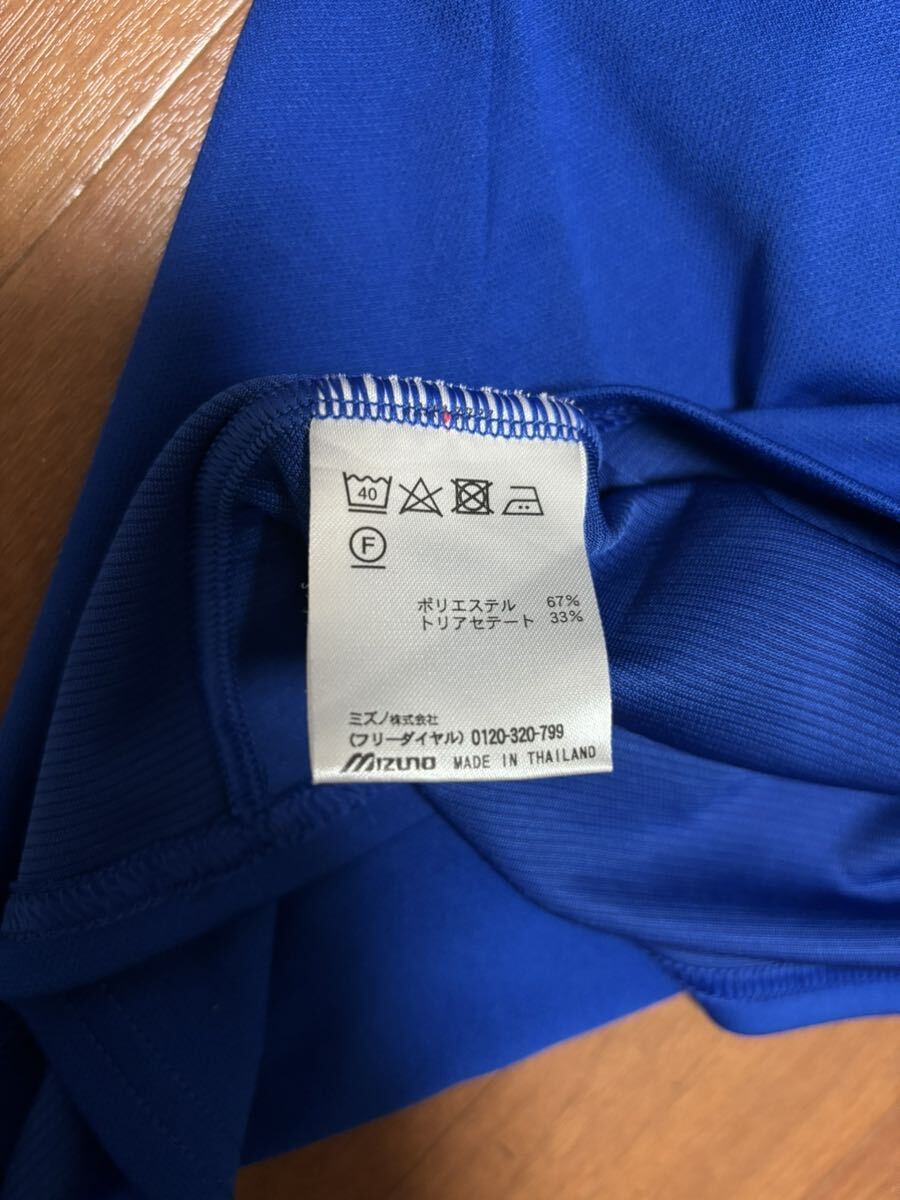 40
F
ポリエステル 67%
トリアセテート 33%
ミズノ株式会社
(フリーダイヤル) 0120-320-799
MIZUNO MADE IN THAILAND